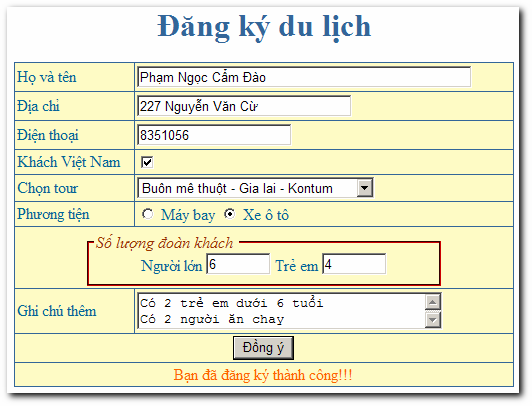 Đăng ký du lịch
Họ và tên Phạm Ngọc Cẩm Đào
Địa chỉ 227 Nguyễn Văn Cừ
Điện thoại 8351056
Khách Việt Nam
Chọn tour Buôn mê thuột - Gia lai - Kontum
Phương tiện Máy bay Xe ô tô
Số lượng đoàn khách
Người lớn 6 Trẻ em 4
Ghi chú thêm Có 2 trẻ em dưới 6 tuổi
Có 2 người ăn chay
Đồng ý
Bạn đã đăng ký thành công!!!